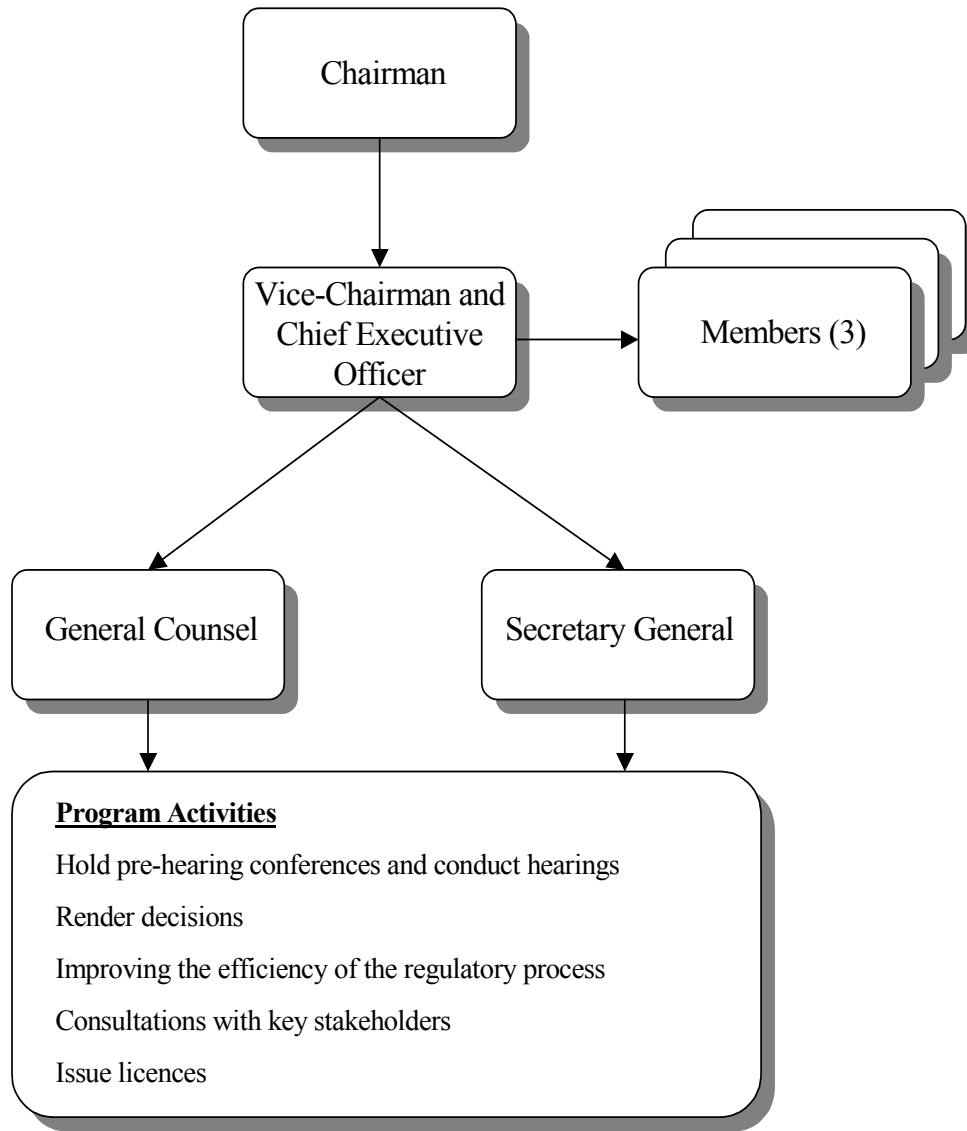 Chairman
Vice-Chairman and
Chief Executive
Officer
Members (3)
General Counsel
Secretary General
Program Activities
Hold pre-hearing conferences and conduct hearings
Render decisions
Improving the efficiency of the regulatory process
Consultations with key stakeholders
Issue licences